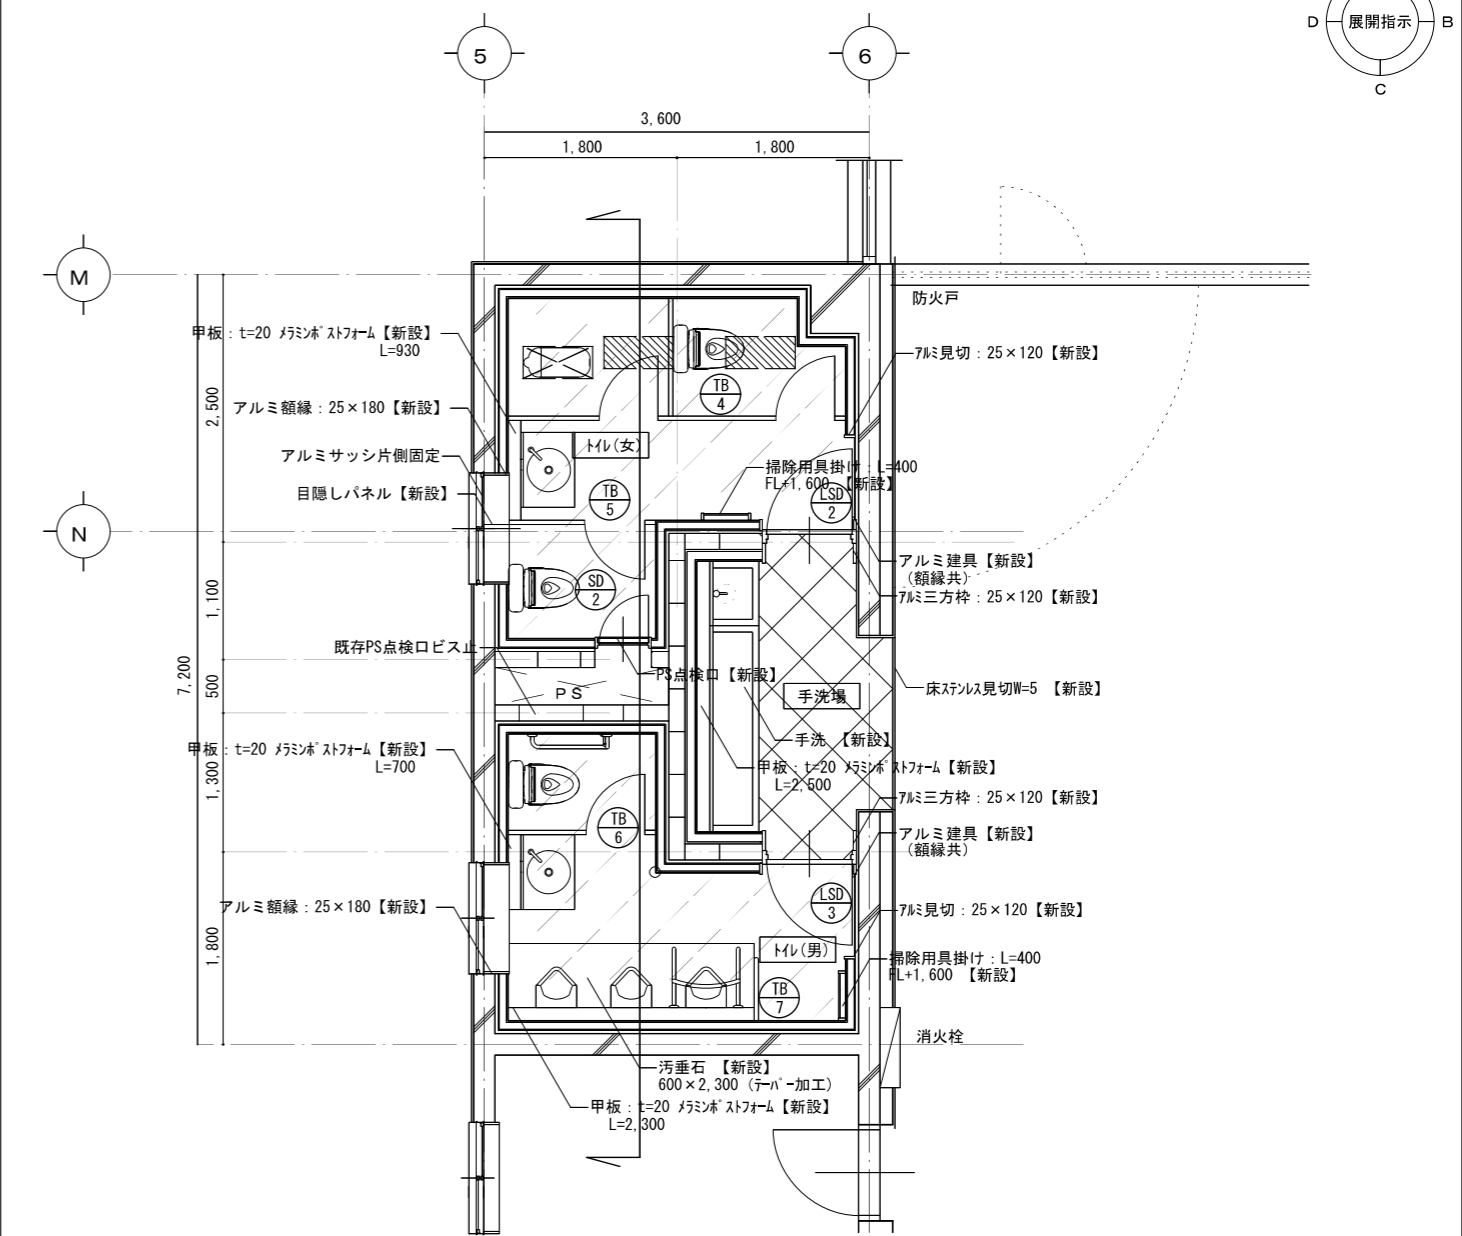 D
展開指示
B
C
5
6
3,600
1,800
1,800
M
N
2,500
1,100
500
1,300
1,800
7,200
防火戸
甲板：t=20 ﾒﾗﾐﾝﾎﾟｽﾄﾌｫｰﾑ【新設】
L=930
アルミ額縁：25×180【新設】
アルミサッシ片側固定
目隠しパネル【新設】
TB
4
ｱﾙﾐ見切：25×120【新設】
ﾄｲﾚ(女)
TB
5
掃除用具掛け：L=400
FL+1,600 【新設】
LSD
2
アルミ建具【新設】
（額縁共）
ｱﾙﾐ三方枠：25×120【新設】
SD
2
既存PS点検口ビス止
PS点検口【新設】
PS
手洗場
床ｽﾃﾝﾚｽ見切W=5 【新設】
手洗 【新設】
甲板：t=20 ﾒﾗﾐﾝﾎﾟｽﾄﾌｫｰﾑ【新設】
L=2,500
甲板：t=20 ﾒﾗﾐﾝﾎﾟｽﾄﾌｫｰﾑ【新設】
L=700
ｱﾙﾐ三方枠：25×120【新設】
TB
6
アルミ建具【新設】
（額縁共）
LSD
3
アルミ額縁：25×180【新設】
ｱﾙﾐ見切：25×120【新設】
ﾄｲﾚ(男)
掃除用具掛け：L=400
FL+1,600 【新設】
TB
7
消火栓
汚垂石 【新設】
600×2,300（ﾃｰﾊﾟｰ加工）
甲板：t=20 ﾒﾗﾐﾝﾎﾟｽﾄﾌｫｰﾑ【新設】
L=2,300